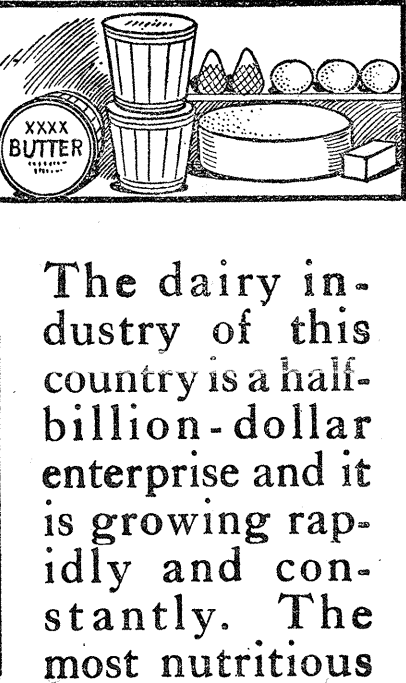 XXXX
BUTTER
The dairy in-
dustry of this
country is a half-
billion-dollar
enterprise and it
is growing rap-
idly and con-
stantly. The
most nutritious